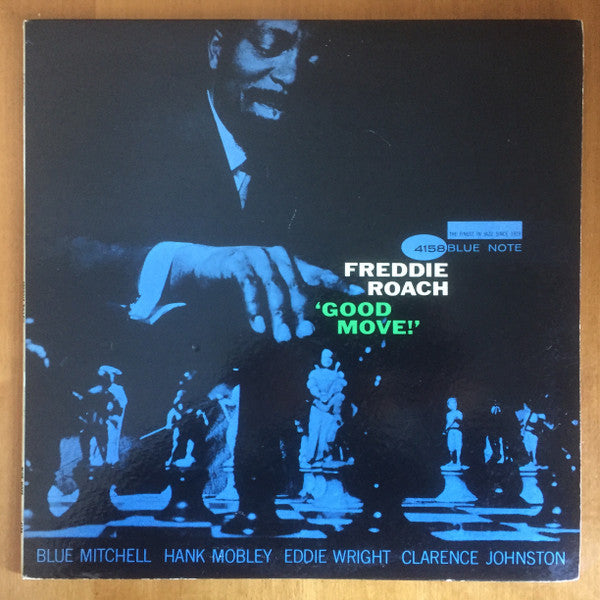 THE FINEST IN JAZZ SINCE 1939
4158 BLUE NOTE
FREDDIE
ROACH
‘GOOD
MOVE!’
BLUE MITCHELL HANK MOBLEY EDDIE WRIGHT CLARENCE JOHNSTON